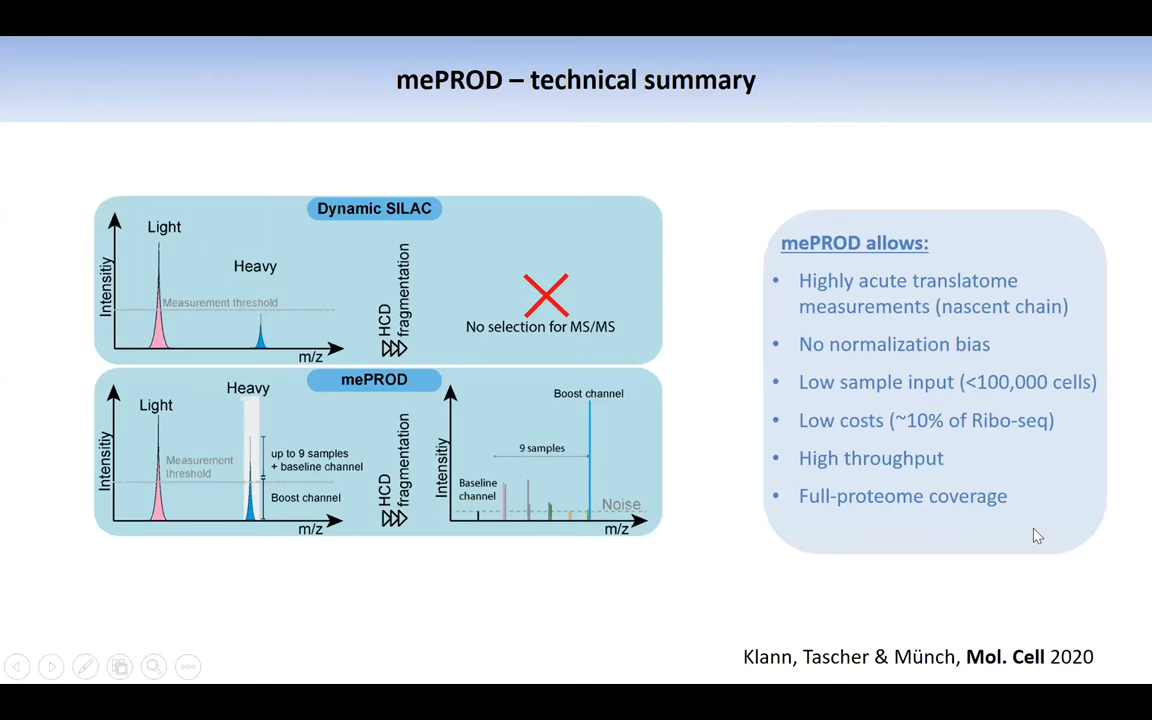 mePROD – technical summary
Dynamic SILAC
Light
Heavy
Intensitiy
Measurement threshold
m/z
HCD
fragmentation
No selection for MS/MS
mePROD
Light
Heavy
Intensitiy
Measurement
threshold
up to 9 samples
+ baseline channel
Boost channel
m/z
HCD
fragmentation
Intensitiy
Boost channel
9 samples
Baseline
channel
Noise
m/z
mePROD allows:
• Highly acute translatome
measurements (nascent chain)
• No normalization bias
• Low sample input (<100,000 cells)
• Low costs (~10% of Ribo-seq)
• High throughput
• Full-proteome coverage
Klann, Tascher & Münch, Mol. Cell 2020